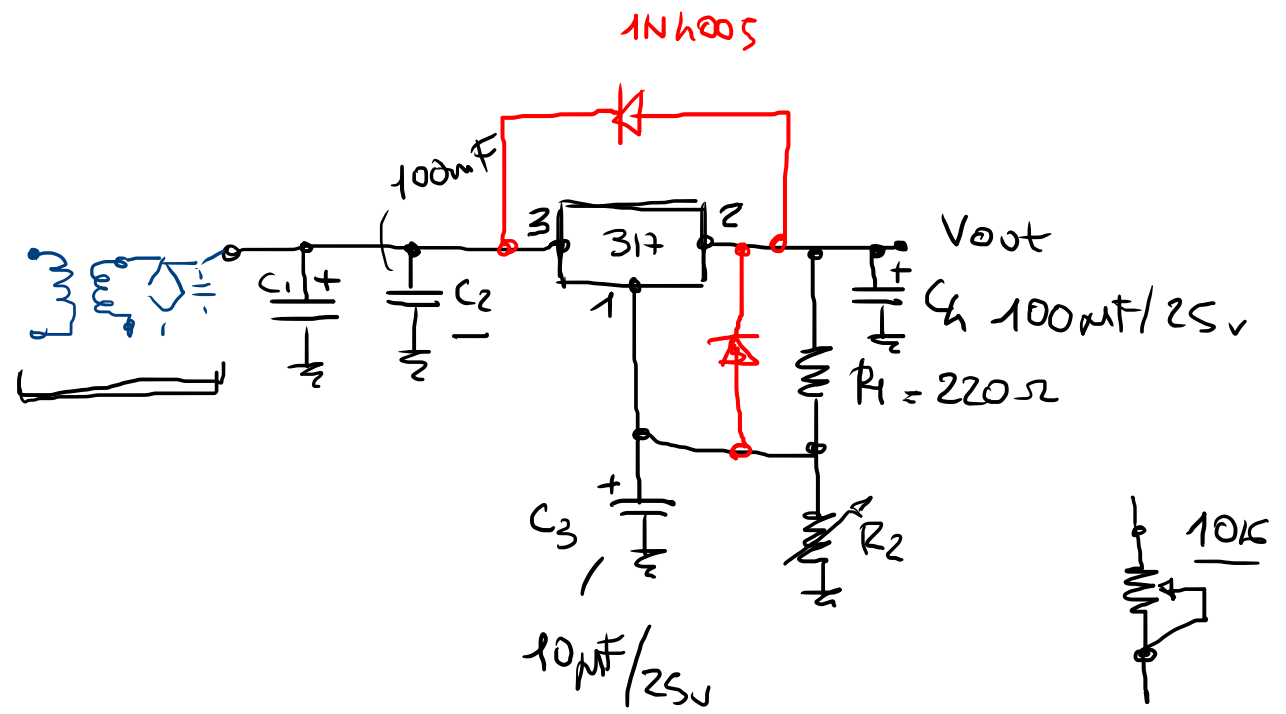 1N4005
100nF
3
317
2
1
Vout
C1 +
C2
+
C4 100µF/25v
R1 = 220Ω
+
C3
R2
10K
10µF/25v